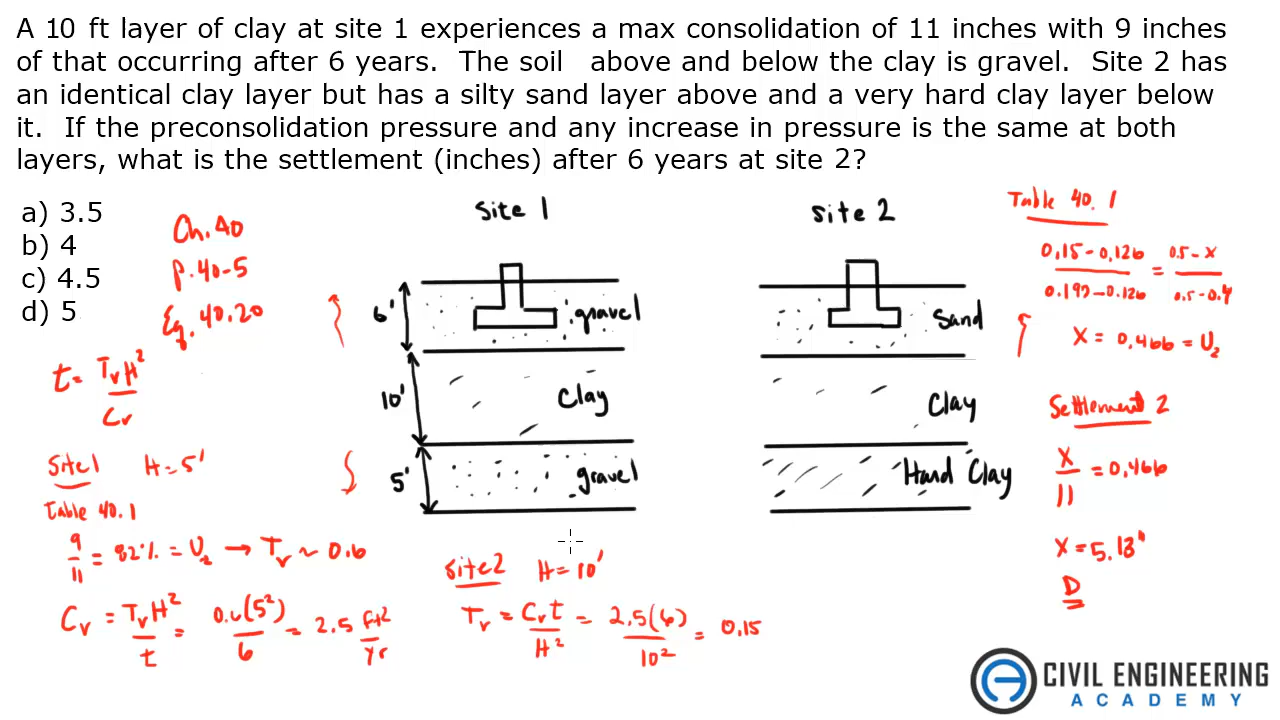 A 10 ft layer of clay at site 1 experiences a max consolidation of 11 inches with 9 inches
of that occurring after 6 years. The soil above and below the clay is gravel. Site 2 has
an identical clay layer but has a silty sand layer above and a very hard clay layer below
it. If the preconsolidation pressure and any increase in pressure is the same at both
layers, what is the settlement (inches) after 6 years at site 2?
a) 3.5
b) 4
c) 4.5
d) 5
Ch. 40
P. 40-5
Eq. 40.20
t = TvH²
Cv
Site 1 H = 5'
Table 40.1
9/11 = 82% = Uz → Tv ~ 0.6
Cv = TvH²/t = 0.6(5²)/6 = 2.5 ft²/yr
Site 1
6'
gravel
10'
Clay
5'
gravel
Site 2 H = 10'
Tv = Cvt/H² = 2.5(6)/10² = 0.15
Site 2
Sand
Clay
Hard Clay
Table 40.1
0.15 - 0.126 / 0.197 - 0.126 = 0.5 - X / 0.5 - 0.4
X = 0.466 = Uz
Settlement 2
X/11 = 0.466
X = 5.13"
D
CIVIL ENGINEERING
ACADEMY